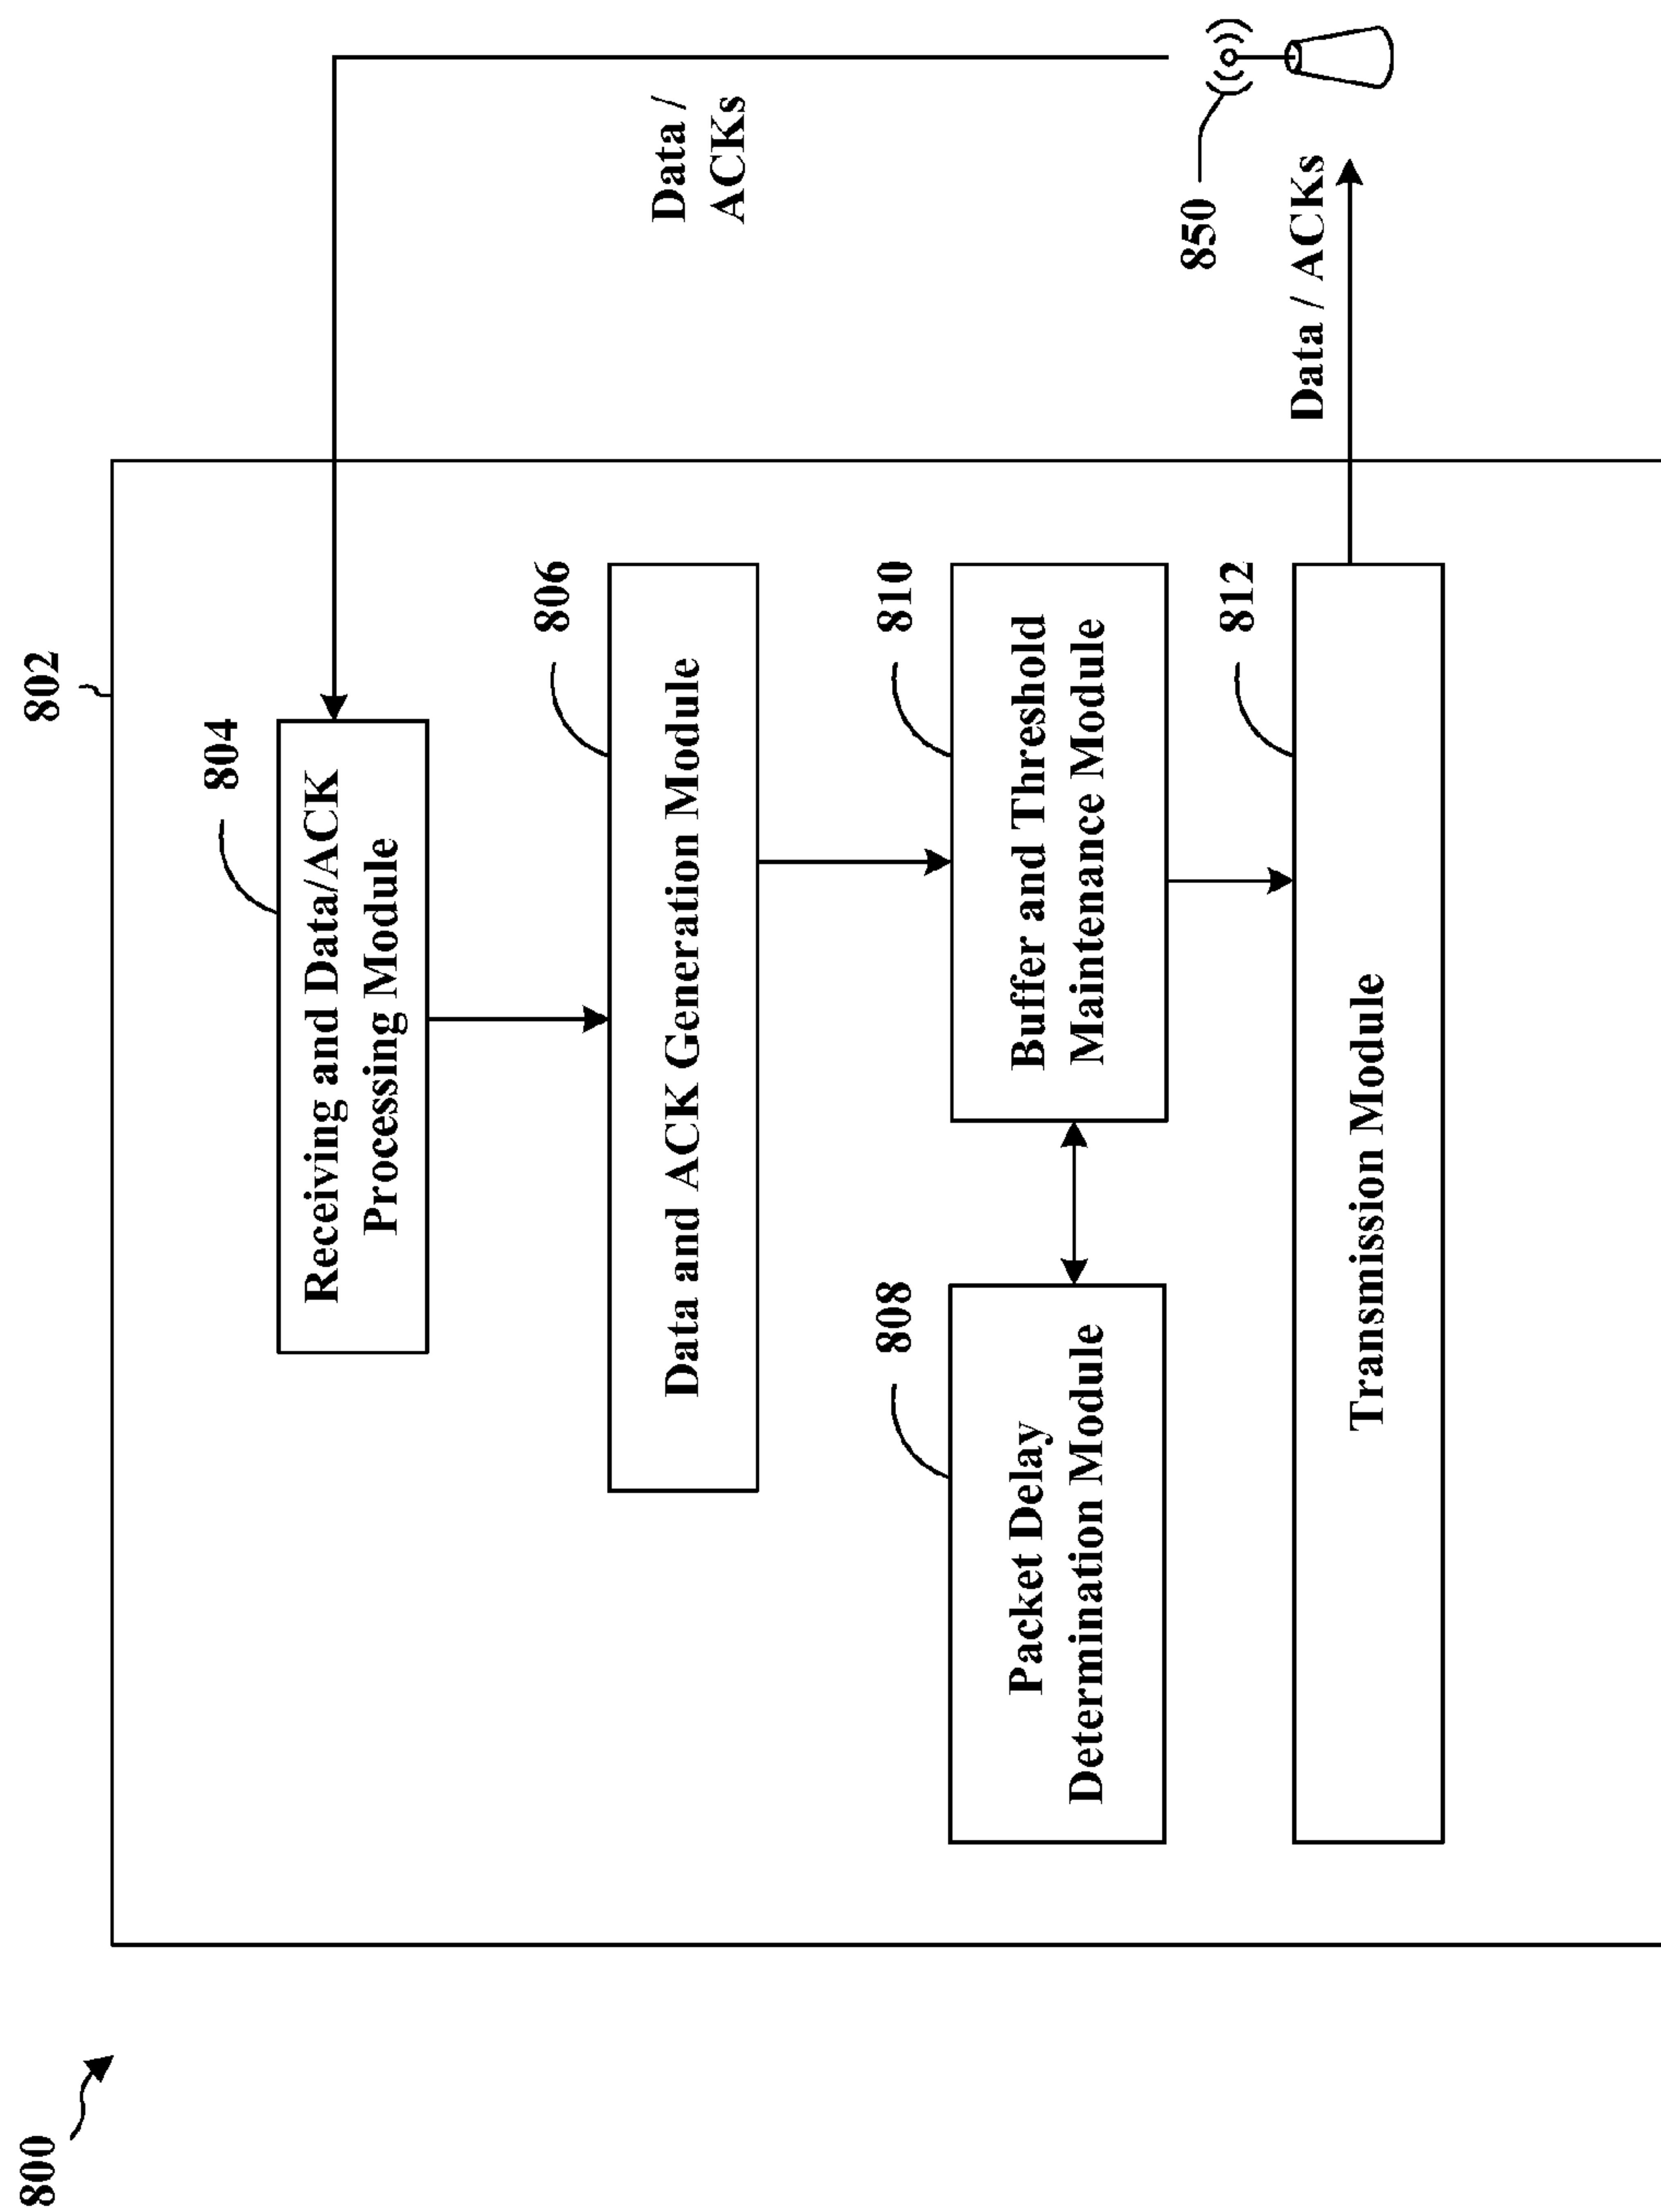 800
802
804
Receiving and Data/ACK
Processing Module
Data /
ACKs
806
Data and ACK Generation Module
808
Packet Delay
Determination Module
810
Buffer and Threshold
Maintenance Module
850
Data / ACKs
812
Transmission Module